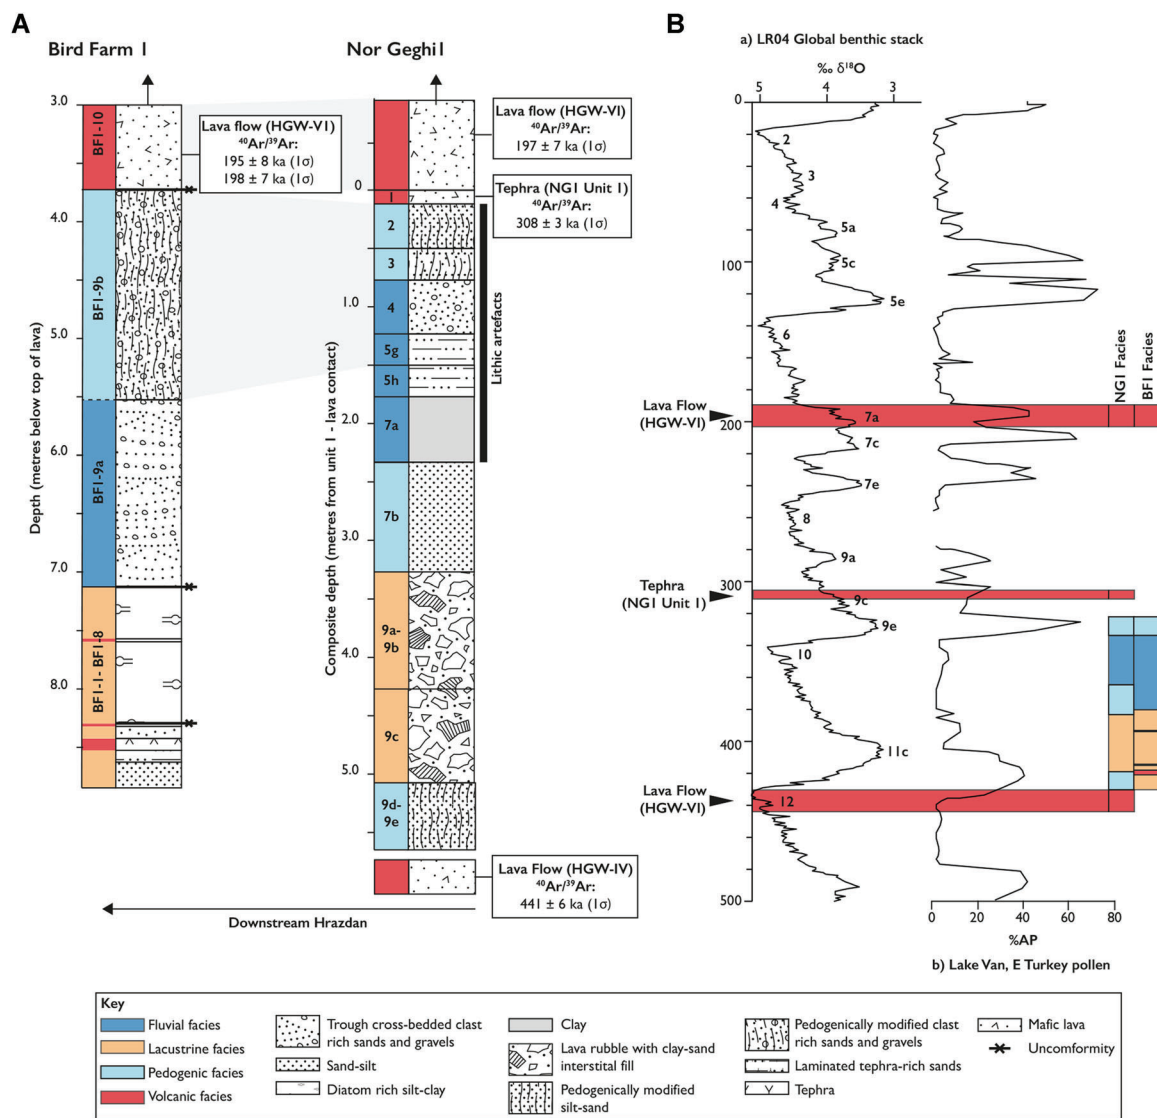 A
Bird Farm 1
Nor Geghi1
3.0
4.0
5.0
6.0
7.0
8.0
Depth (metres below top of lava)
BF1-10
BF1-9b
BF1-9a
BF1-1- BF1-8
Lava flow (HGW-V1)
⁴⁰Ar/³⁹Ar:
195 ± 8 ka (1σ)
198 ± 7 ka (1σ)
0
1.0
2.0
3.0
4.0
5.0
Composite depth (metres from unit 1 - lava contact)
1
2
3
4
5g
5h
7a
7b
9a-
9b
9c
9d-
9e
Lava flow (HGW-VI)
⁴⁰Ar/³⁹Ar:
197 ± 7 ka (1σ)
Tephra (NG1 Unit 1)
⁴⁰Ar/³⁹Ar:
308 ± 3 ka (1σ)
Lithic artefacts
Lava Flow (HGW-IV)
⁴⁰Ar/³⁹Ar:
441 ± 6 ka (1σ)
Downstream Hrazdan
B
a) LR04 Global benthic stack
‰ δ¹⁸O
5 4 3
0
100
200
300
400
500
2
3
4
5a
5c
5e
6
7a
7c
7e
8
9a
9c
9e
10
11c
12
Lava Flow
(HGW-VI)
Tephra
(NG1 Unit 1)
Lava Flow
(HGW-VI)
NG1 Facies
BF1 Facies
0 20 40 60 80
%AP
b) Lake Van, E Turkey pollen
Key
Fluvial facies
Lacustrine facies
Pedogenic facies
Volcanic facies
Trough cross-bedded clast
rich sands and gravels
Sand-silt
Diatom rich silt-clay
Clay
Lava rubble with clay-sand
interstitial fill
Pedogenically modified
silt-sand
Pedogenically modified clast
rich sands and gravels
Laminated tephra-rich sands
Tephra
Mafic lava
Uncomformity